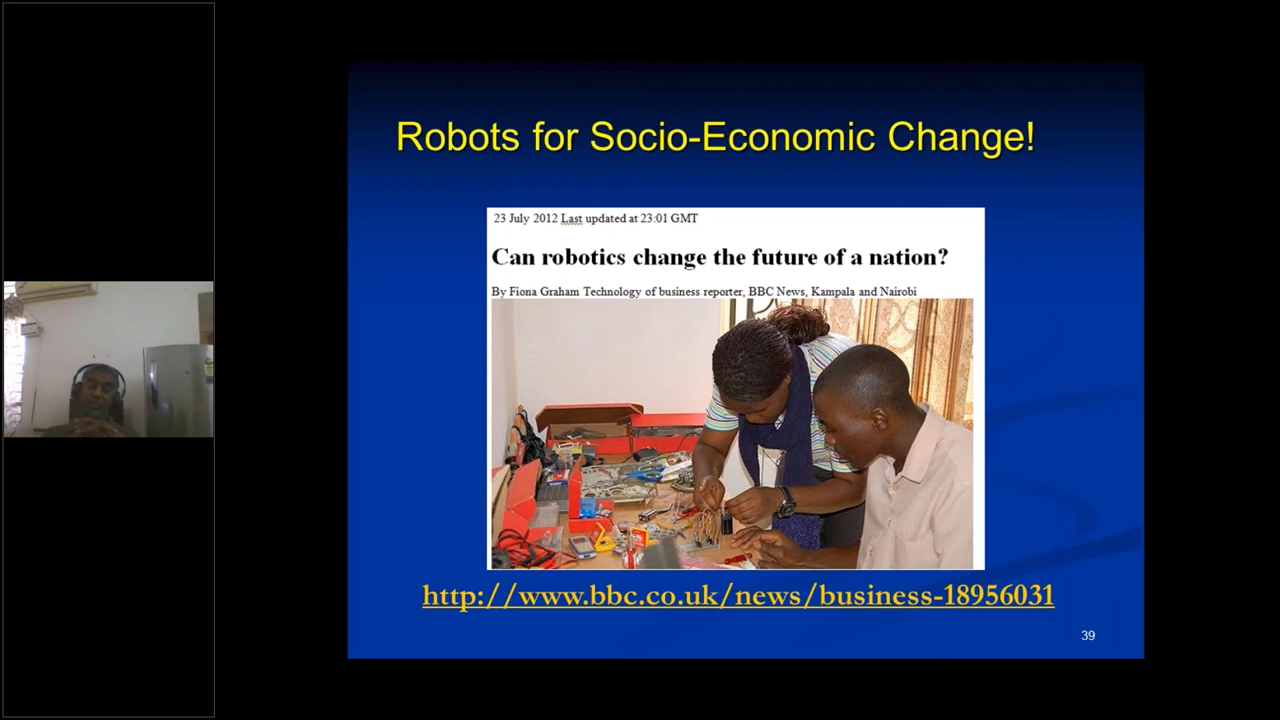 Robots for Socio-Economic Change!
23 July 2012 Last updated at 23:01 GMT
Can robotics change the future of a nation?
By Fiona Graham Technology of business reporter, BBC News, Kampala and Nairobi
http://www.bbc.co.uk/news/business-18956031
39